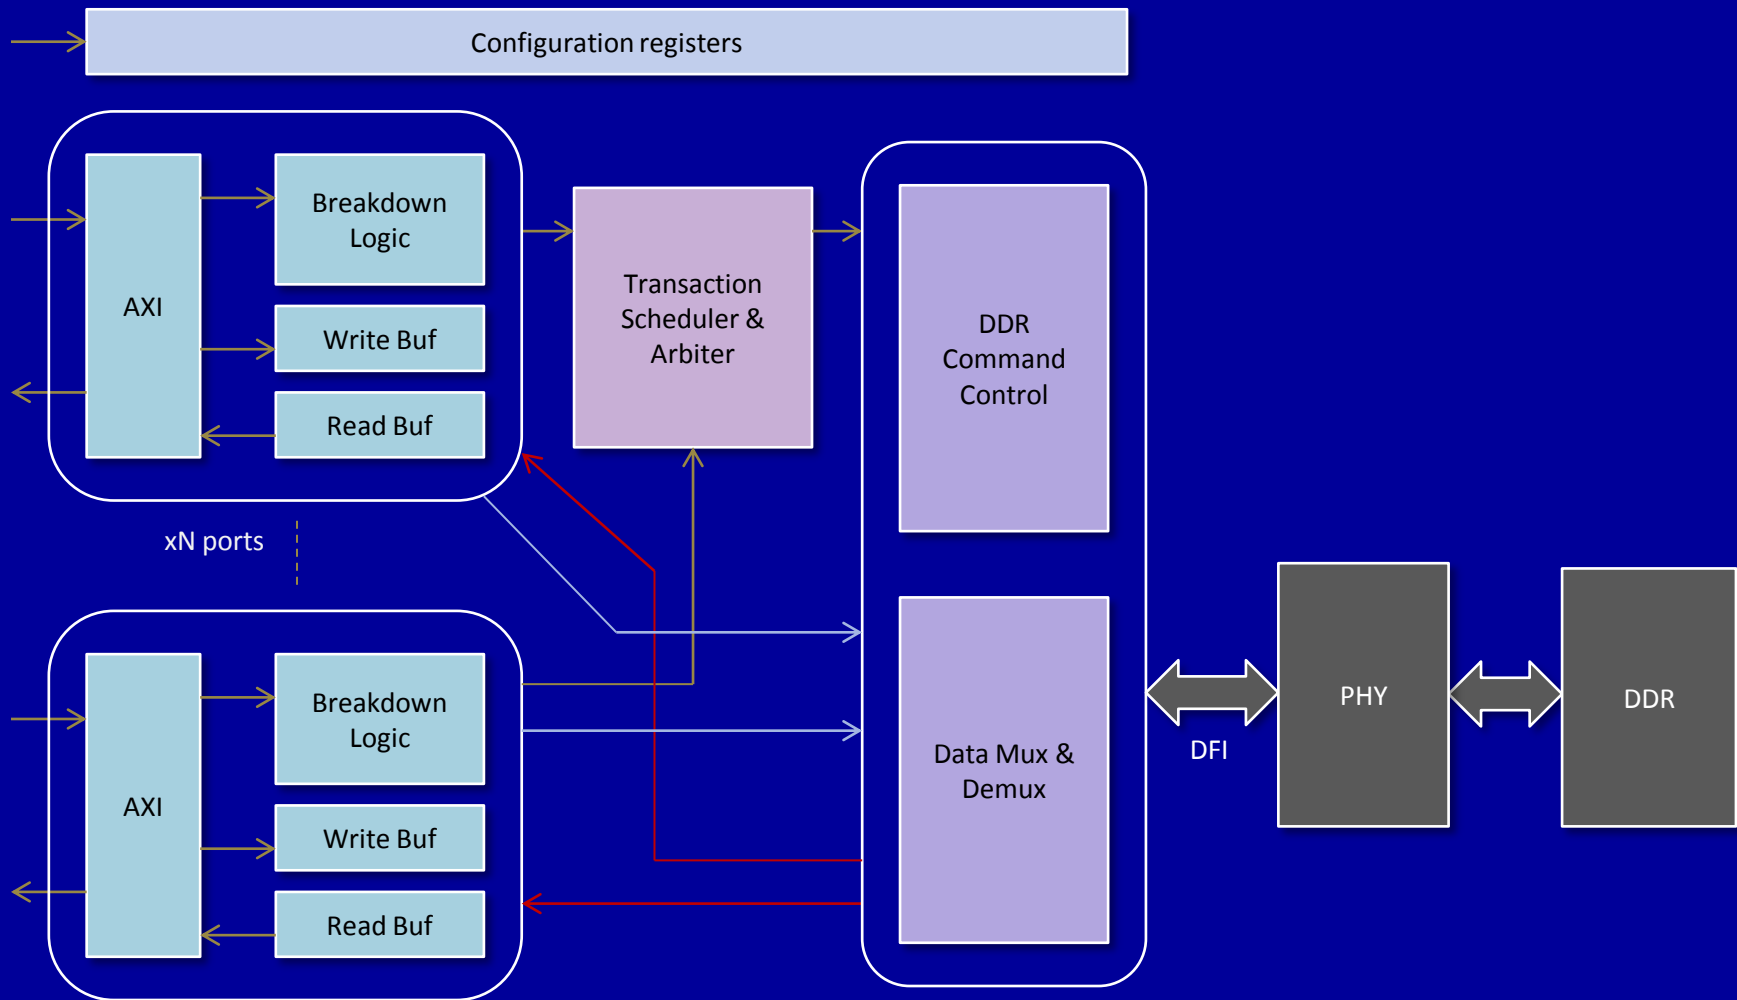 Configuration registers
AXI
Breakdown
Logic
Write Buf
Read Buf
Transaction
Scheduler &
Arbiter
DDR
Command
Control
xN ports
AXI
Breakdown
Logic
Write Buf
Read Buf
Data Mux &
Demux
DFI
PHY
DDR